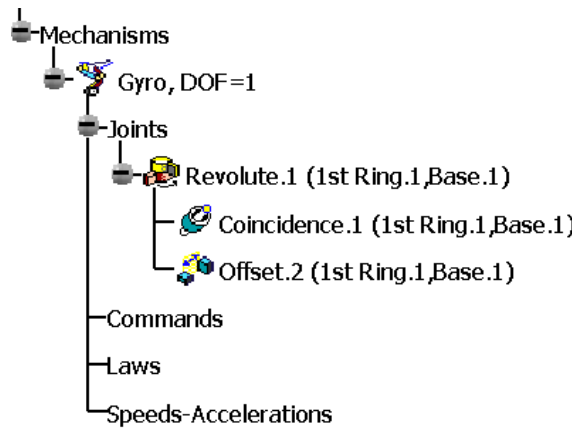 Mechanisms
Gyro, DOF=1
Joints
Revolute.1 (1st Ring.1,Base.1)
Coincidence.1 (1st Ring.1,Base.1)
Offset.2 (1st Ring.1,Base.1)
Commands
Laws
Speeds-Accelerations